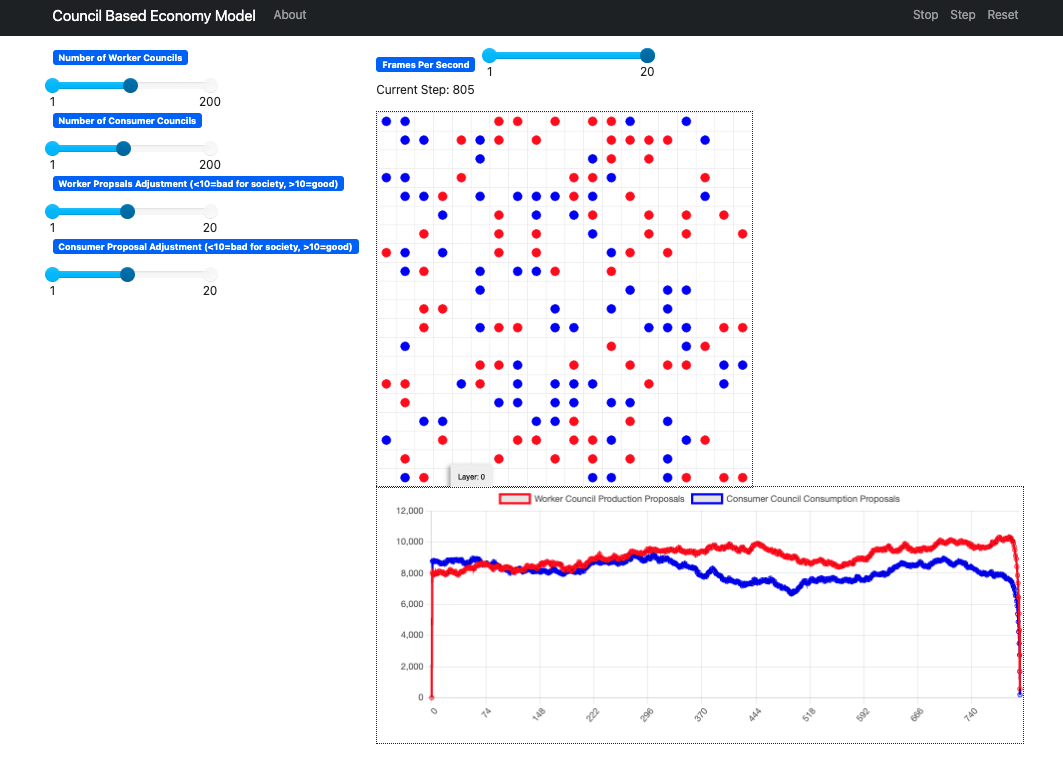 Council Based Economy Model About Stop Step Reset
Number of Worker Councils
1 200
Number of Consumer Councils
1 200
Worker Propsals Adjustment (<10=bad for society, >10=good)
1 20
Consumer Proposal Adjustment (<10=bad for society, >10=good)
1 20
Frames Per Second
1 20
Current Step: 805
Layer: 0
Worker Council Production Proposals Consumer Council Consumption Proposals
12,000
10,000
8,000
6,000
4,000
2,000
0
0 74 148 222 296 370 444 518 592 666 740